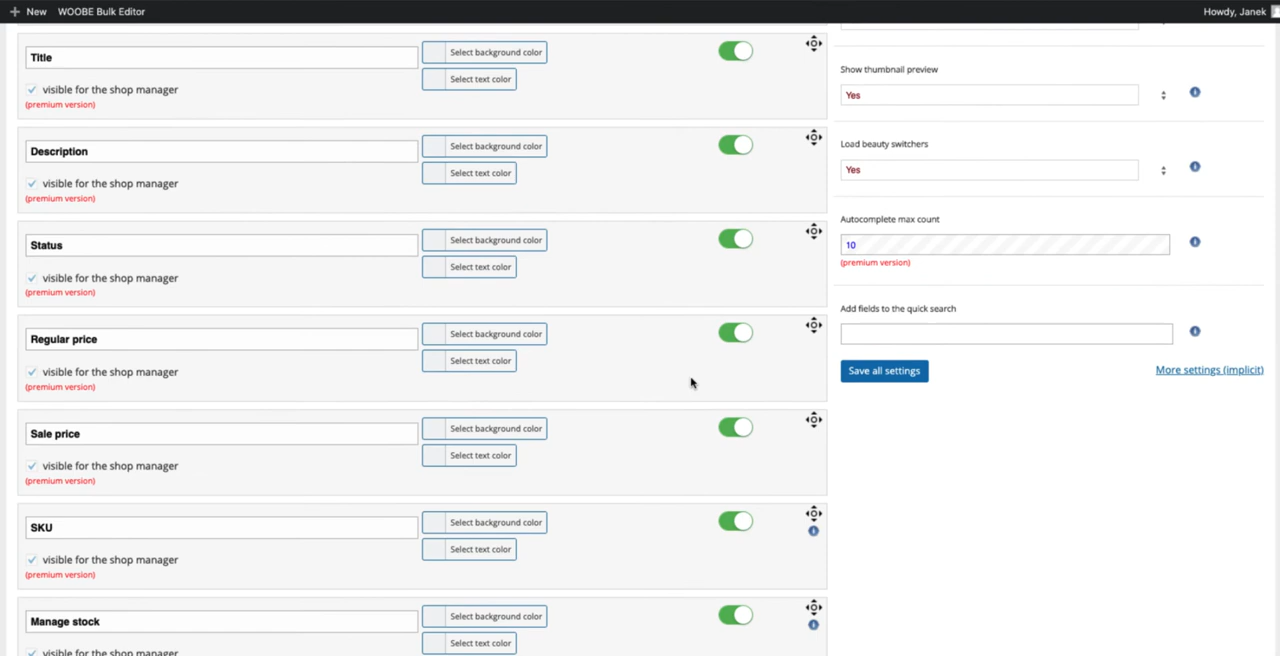 New WOOBE Bulk Editor Howdy, Janek
Title
Select background color
Select text color
visible for the shop manager
(premium version)
Description
Select background color
Select text color
visible for the shop manager
(premium version)
Status
Select background color
Select text color
visible for the shop manager
(premium version)
Regular price
Select background color
Select text color
visible for the shop manager
(premium version)
Sale price
Select background color
Select text color
visible for the shop manager
(premium version)
SKU
Select background color
Select text color
visible for the shop manager
(premium version)
Manage stock
Select background color
Select text color
visible for the shop manager
Show thumbnail preview
Yes
Load beauty switchers
Yes
Autocomplete max count
10
(premium version)
Add fields to the quick search
Save all settings
More settings (implicit)